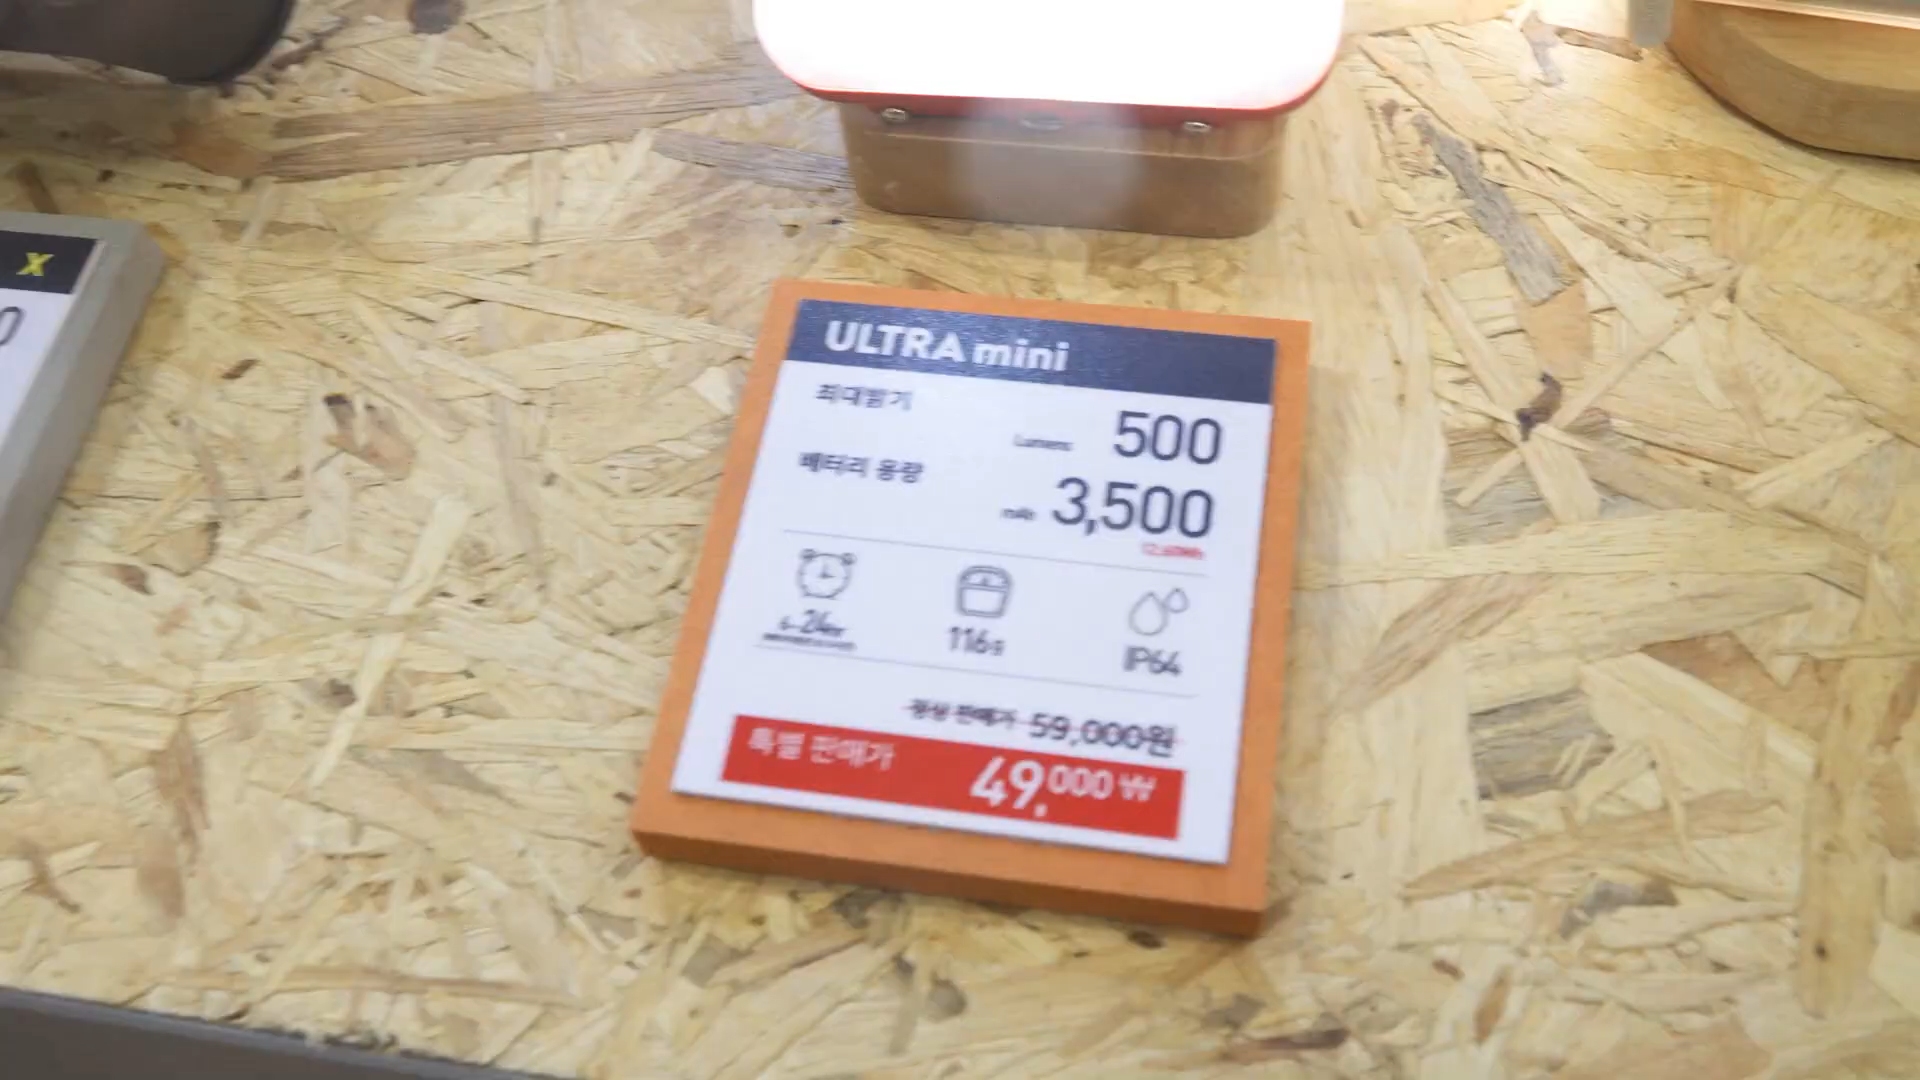 X
0
ULTRA mini
최대밝기
Lumens 500
배터리 용량
mAh 3,500
116g
IP64
정상 판매가 59,000원
특별 판매가 49,000 ₩